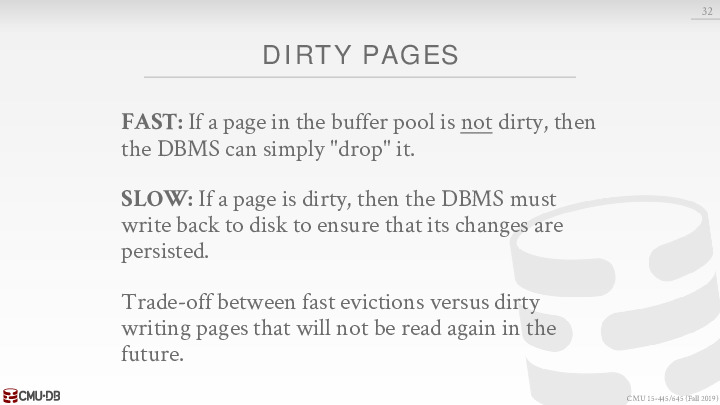 32
DIRTY PAGES
FAST: If a page in the buffer pool is not dirty, then
the DBMS can simply "drop" it.
SLOW: If a page is dirty, then the DBMS must
write back to disk to ensure that its changes are
persisted.
Trade-off between fast evictions versus dirty
writing pages that will not be read again in the
future.
CMU·DB
CMU 15-445/645 (Fall 2019)